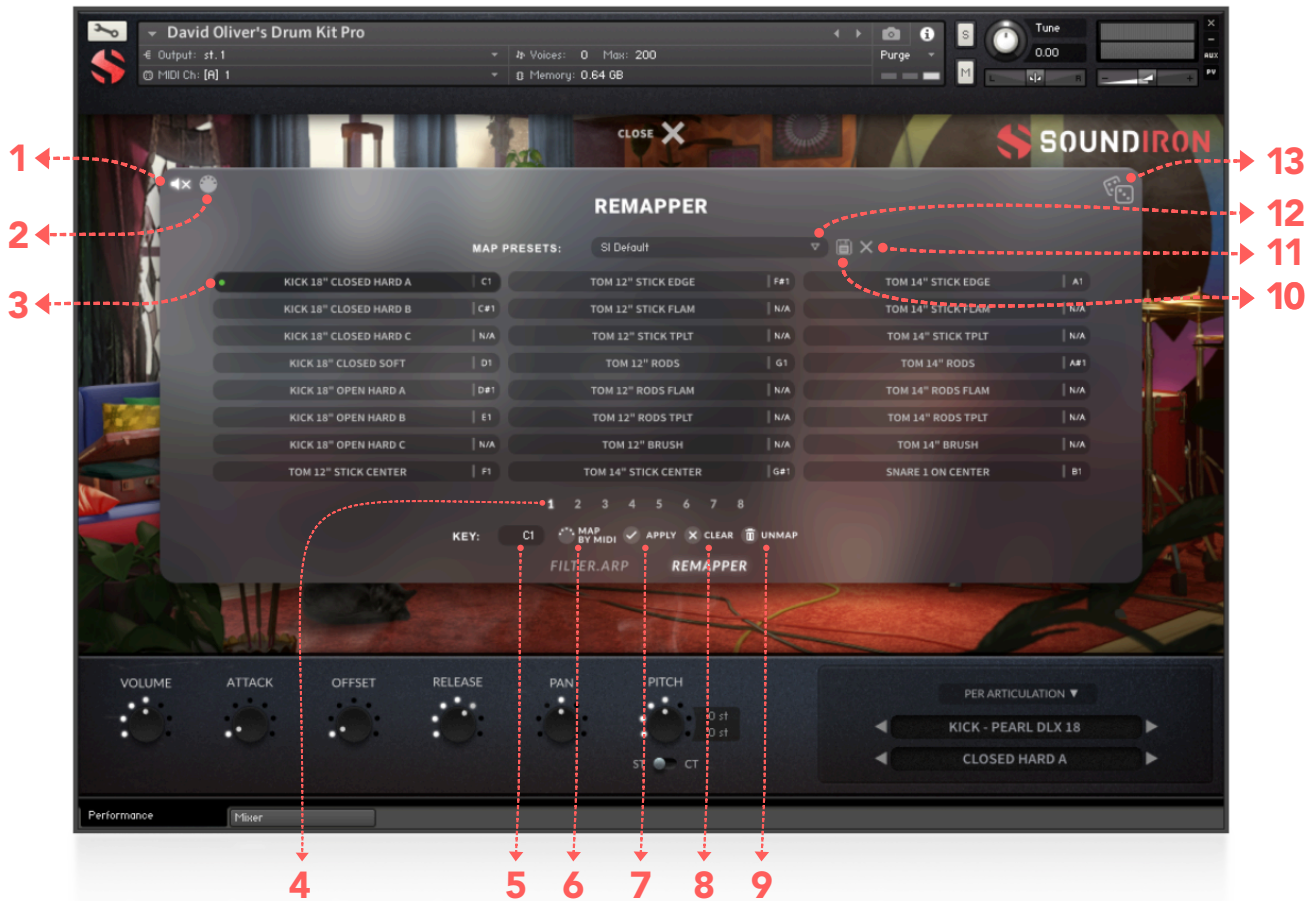 David Oliver's Drum Kit Pro
Output: st.1
Voices: 0 Max: 200
Purge
MIDI Ch: [A] 1
Memory: 0.64 GB
S
M
Tune
0.00
L R
- +
×
-
AUX
PV
CLOSE
SOUNDIRON
1
2
3
13
12
11
10
REMAPPER
MAP PRESETS: SI Default
KICK 18" CLOSED HARD A C1 TOM 12" STICK EDGE F#1 TOM 14" STICK EDGE A1
KICK 18" CLOSED HARD B C#1 TOM 12" STICK FLAM N/A TOM 14" STICK FLAM N/A
KICK 18" CLOSED HARD C N/A TOM 12" STICK TPLT N/A TOM 14" STICK TPLT N/A
KICK 18" CLOSED SOFT D1 TOM 12" RODS G1 TOM 14" RODS A#1
KICK 18" OPEN HARD A D#1 TOM 12" RODS FLAM N/A TOM 14" RODS FLAM N/A
KICK 18" OPEN HARD B E1 TOM 12" RODS TPLT N/A TOM 14" RODS TPLT N/A
KICK 18" OPEN HARD C N/A TOM 12" BRUSH N/A TOM 14" BRUSH N/A
TOM 12" STICK CENTER F1 TOM 14" STICK CENTER G#1 SNARE 1 ON CENTER B1
1 2 3 4 5 6 7 8
KEY: C1 MAP BY MIDI APPLY CLEAR UNMAP
FILTER.ARP REMAPPER
VOLUME ATTACK OFFSET RELEASE PAN PITCH
0 st
0 st
ST CT
PER ARTICULATION
KICK - PEARL DLX 18
CLOSED HARD A
Performance Mixer
4 5 6 7 8 9